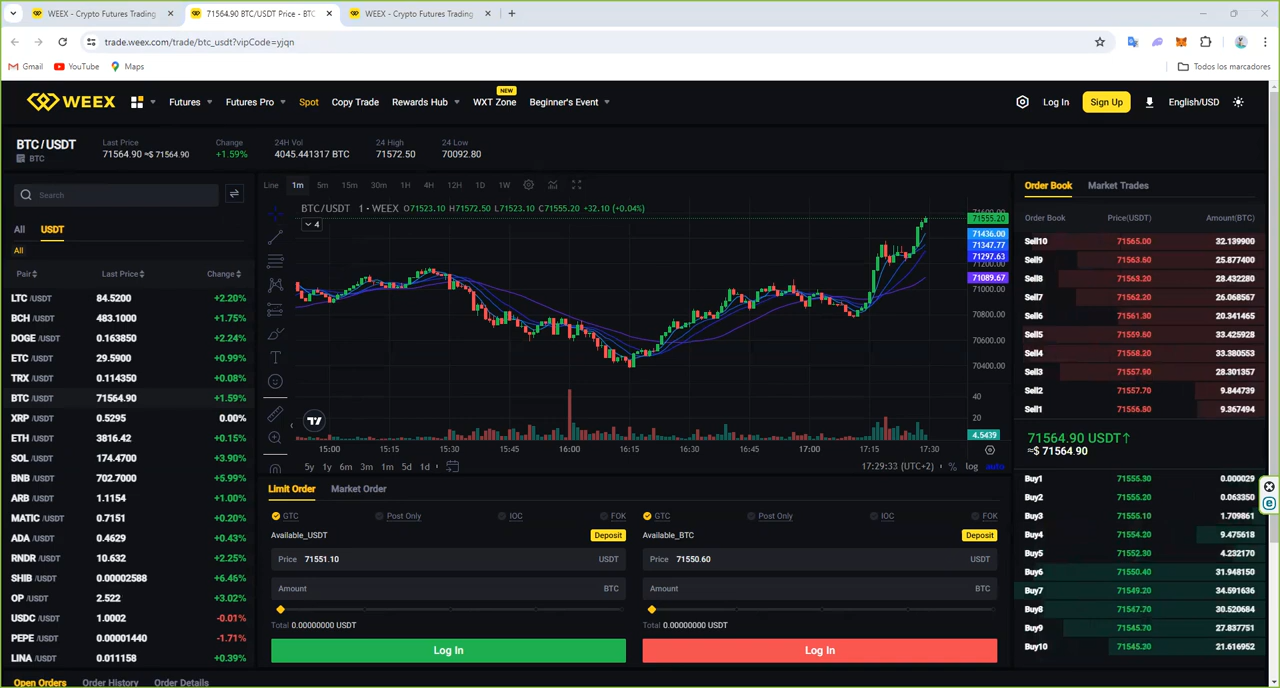 WEEX - Crypto Futures Trading
71564.90 BTC/USDT Price - BTC
WEEX - Crypto Futures Trading
trade.weex.com/trade/btc_usdt?vipCode=yjqn
Gmail
YouTube
Maps
Todos los marcadores
WEEX
Futures
Futures Pro
Spot
Copy Trade
Rewards Hub
NEW
WXT Zone
Beginner's Event
Log In
Sign Up
English/USD
BTC/USDT
BTC
Last Price
71564.90 ≈$ 71564.90
Change
+1.59%
24H Vol
4045.441317 BTC
24 High
71572.50
24 Low
70092.80
Search
All USDT
All
Pair Last Price Change
LTC /USDT 84.5200 +2.20%
BCH /USDT 483.1000 +1.75%
DOGE /USDT 0.163850 +2.24%
ETC /USDT 29.5900 +0.99%
TRX /USDT 0.114350 +0.08%
BTC /USDT 71564.90 +1.59%
XRP /USDT 0.5295 0.00%
ETH /USDT 3816.42 +0.15%
SOL /USDT 174.4700 +3.90%
BNB /USDT 702.7000 +5.99%
ARB /USDT 1.1154 +1.00%
MATIC /USDT 0.7151 +0.20%
ADA /USDT 0.4629 +0.43%
RNDR /USDT 10.632 +2.25%
SHIB /USDT 0.00002588 +6.46%
OP /USDT 2.522 +3.02%
USDC /USDT 1.0002 -0.01%
PEPE /USDT 0.00001440 -1.71%
LINA /USDT 0.011158 +0.39%
Line 1m 5m 15m 30m 1H 4H 12H 1D 1W
BTC/USDT 1 · WEEX O71523.10 H71572.50 L71523.10 C71555.20 +32.10 (+0.04%)
4
71555.20
71436.00
71347.77
71297.63
71200.00
71089.67
71000.00
70800.00
70600.00
70400.00
40
20
4.5439
15:00 15:15 15:30 15:45 16:00 16:15 16:30 16:45 17:00 17:15 17:30
5y 1y 6m 3m 1m 5d 1d
17:29:33 (UTC+2) % log auto
Limit Order Market Order
GTC Post Only IOC FOK
Available_USDT Deposit
Price 71551.10 USDT
Amount BTC
Total 0.00000000 USDT
Log In
GTC Post Only IOC FOK
Available_BTC Deposit
Price 71550.60 USDT
Amount BTC
Total 0.00000000 USDT
Log In
Order Book Market Trades
Order Book Price(USDT) Amount(BTC)
Sell10 71565.00 32.139900
Sell9 71563.60 25.877400
Sell8 71563.20 28.432280
Sell7 71562.20 26.068567
Sell6 71561.30 20.341465
Sell5 71559.60 33.425928
Sell4 71568.20 33.380553
Sell3 71557.90 28.301357
Sell2 71557.70 9.844739
Sell1 71556.80 9.367494
71564.90 USDT↑
≈$ 71564.90
Buy1 71555.30 0.000029
Buy2 71555.20 0.063350
Buy3 71555.10 1.709861
Buy4 71554.20 9.475618
Buy5 71552.30 4.232170
Buy6 71550.40 31.948150
Buy7 71549.20 34.591636
Buy8 71547.70 30.520684
Buy9 71545.70 27.837751
Buy10 71545.30 21.616952
Open Orders Order History Order Details